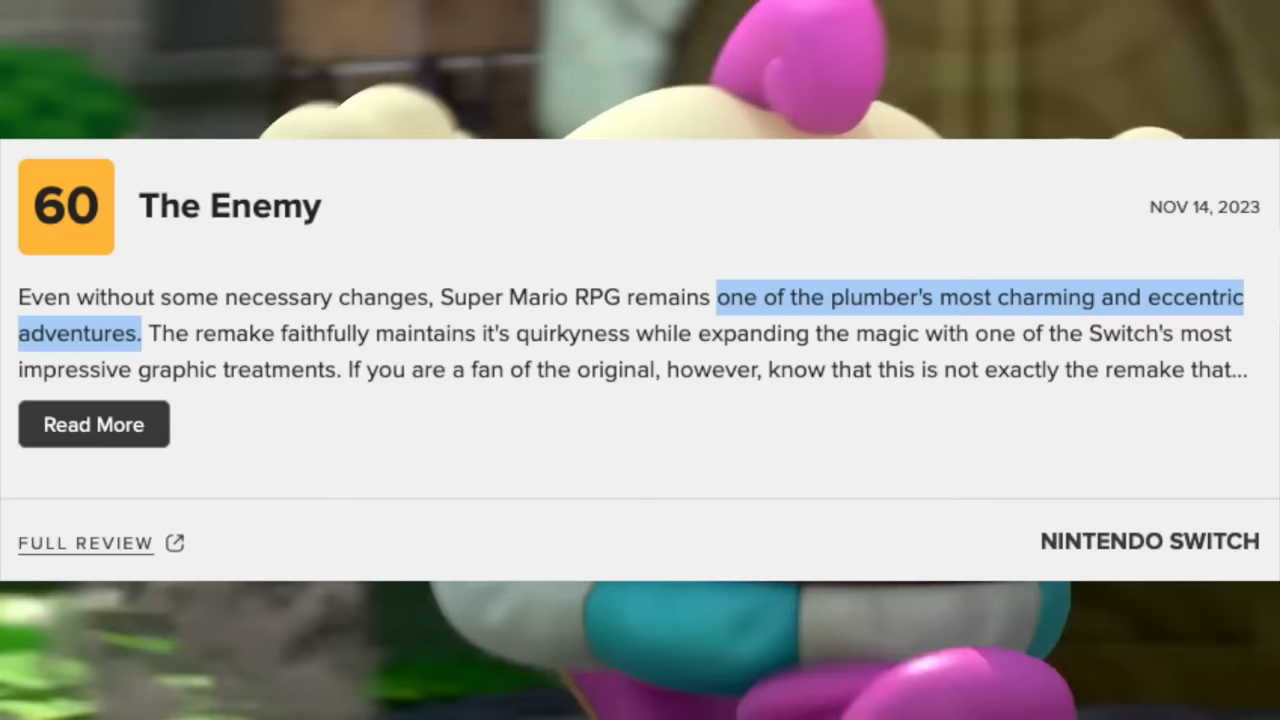 60
The Enemy
NOV 14, 2023
Even without some necessary changes, Super Mario RPG remains one of the plumber's most charming and eccentric
adventures. The remake faithfully maintains it's quirkyness while expanding the magic with one of the Switch's most
impressive graphic treatments. If you are a fan of the original, however, know that this is not exactly the remake that...
Read More
FULL REVIEW
NINTENDO SWITCH